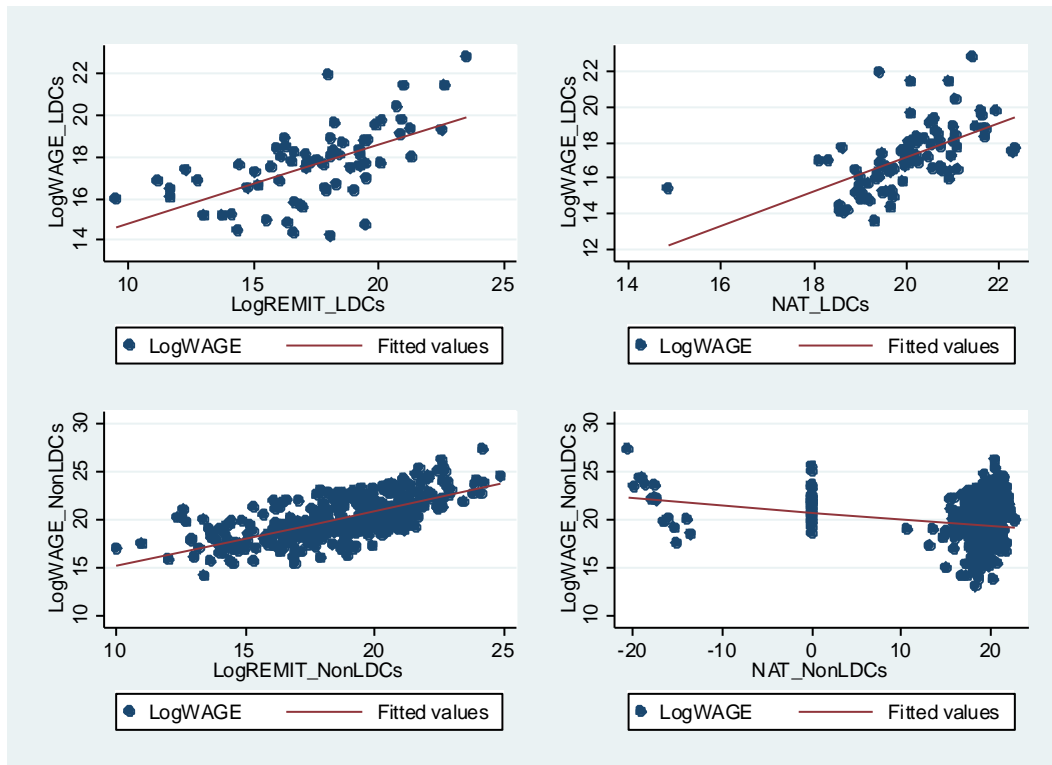 LogWAGE_LDCs
22
20
18
16
14
10 15 20 25
LogREMIT_LDCs
LogWAGE Fitted values
LogWAGE_LDCs
22
20
18
16
14
12
14 16 18 20 22
NAT_LDCs
LogWAGE Fitted values
LogWAGE_NonLDCs
30
25
20
15
10
10 15 20 25
LogREMIT_NonLDCs
LogWAGE Fitted values
LogWAGE_NonLDCs
30
25
20
15
10
-20 -10 0 10 20
NAT_NonLDCs
LogWAGE Fitted values